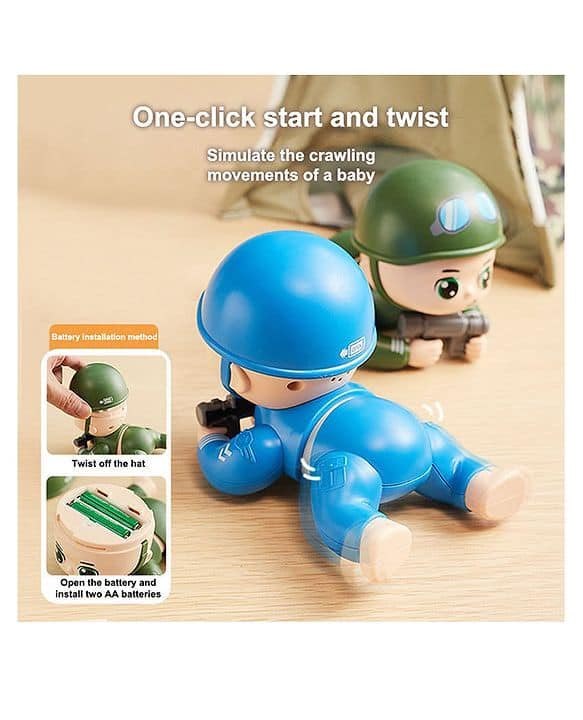 One-click start and twist
Simulate the crawling
movements of a baby
Battery installation method
Twist off the hat
Open the battery and
install two AA batteries